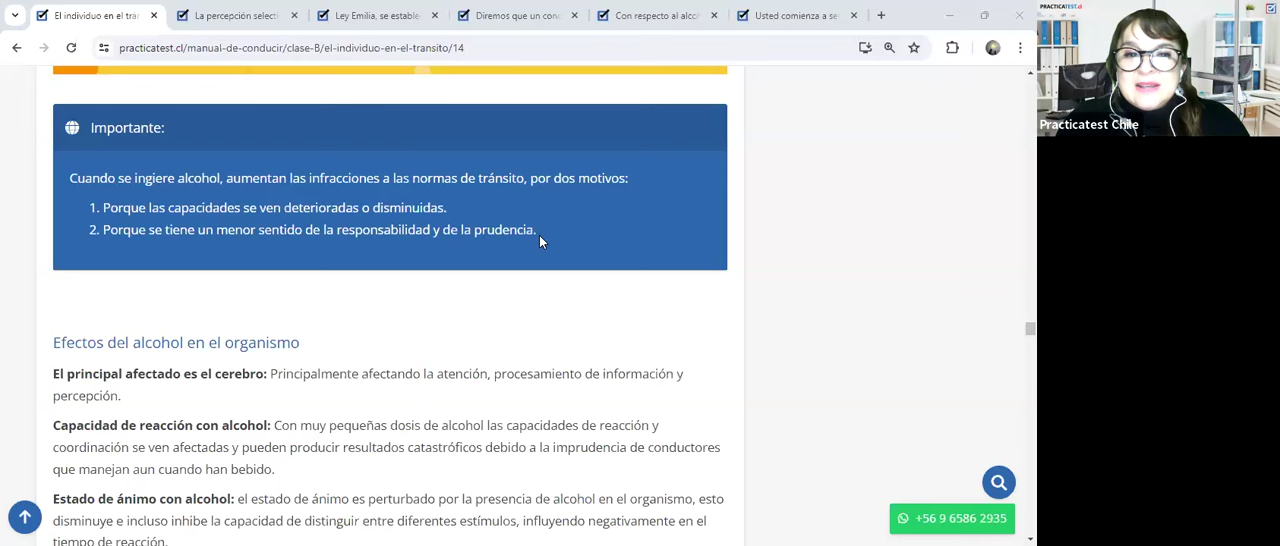 El individuo en el trán
La percepción selecti
Ley Emilia, se estable
Diremos que un cond
Con respecto al alcoh
Usted comienza a se
practicatest.cl/manual-de-conducir/clase-B/el-individuo-en-el-transito/14
PRACTICATEST.cl
Practicatest Chile
Importante:
Cuando se ingiere alcohol, aumentan las infracciones a las normas de tránsito, por dos motivos:
1. Porque las capacidades se ven deterioradas o disminuidas.
2. Porque se tiene un menor sentido de la responsabilidad y de la prudencia.
Efectos del alcohol en el organismo
El principal afectado es el cerebro: Principalmente afectando la atención, procesamiento de información y
percepción.
Capacidad de reacción con alcohol: Con muy pequeñas dosis de alcohol las capacidades de reacción y
coordinación se ven afectadas y pueden producir resultados catastróficos debido a la imprudencia de conductores
que manejan aun cuando han bebido.
Estado de ánimo con alcohol: el estado de ánimo es perturbado por la presencia de alcohol en el organismo, esto
disminuye e incluso inhibe la capacidad de distinguir entre diferentes estímulos, influyendo negativamente en el
tiempo de reacción.
+56 9 6586 2935